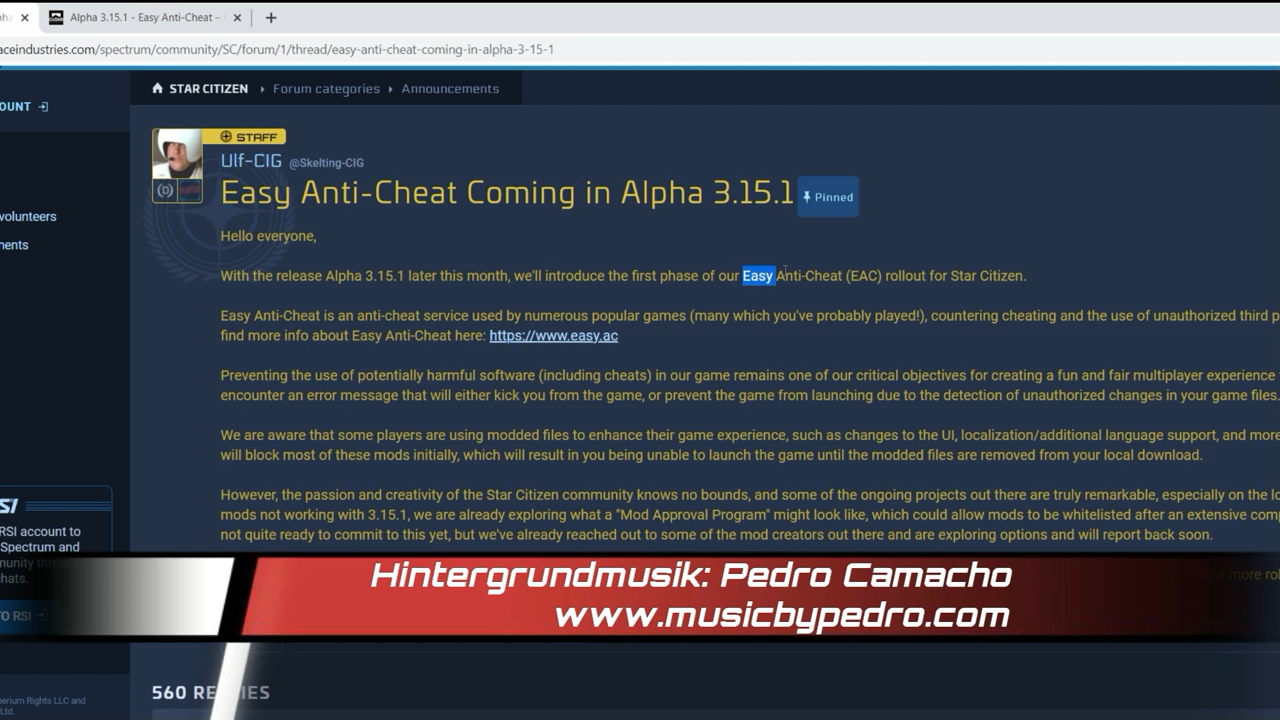 Alpha 3.15.1 - Easy Anti-Cheat –
aceindustries.com/spectrum/community/SC/forum/1/thread/easy-anti-cheat-coming-in-alpha-3-15-1
OUNT
STAR CITIZEN
Forum categories
Announcements
STAFF
Ulf-CIG @Skelting-CIG
Easy Anti-Cheat Coming in Alpha 3.15.1
Pinned
volunteers
ments
Hello everyone,
With the release Alpha 3.15.1 later this month, we'll introduce the first phase of our Easy Anti-Cheat (EAC) rollout for Star Citizen.
Easy Anti-Cheat is an anti-cheat service used by numerous popular games (many which you've probably played!), countering cheating and the use of unauthorized third p
find more info about Easy Anti-Cheat here: https://www.easy.ac
Preventing the use of potentially harmful software (including cheats) in our game remains one of our critical objectives for creating a fun and fair multiplayer experience
encounter an error message that will either kick you from the game, or prevent the game from launching due to the detection of unauthorized changes in your game files.
We are aware that some players are using modded files to enhance their game experience, such as changes to the UI, localization/additional language support, and more
will block most of these mods initially, which will result in you being unable to launch the game until the modded files are removed from your local download.
However, the passion and creativity of the Star Citizen community knows no bounds, and some of the ongoing projects out there are truly remarkable, especially on the lo
mods not working with 3.15.1, we are already exploring what a "Mod Approval Program" might look like, which could allow mods to be whitelisted after an extensive com
not quite ready to commit to this yet, but we've already reached out to some of the mod creators out there and are exploring options and will report back soon.
SI
RSI account to
Spectrum and
munity
hats.
TO RSI
Hintergrundmusik: Pedro Camacho
www.musicbypedro.com
560 REPLIES
perium Rights LLC and
Ltd.